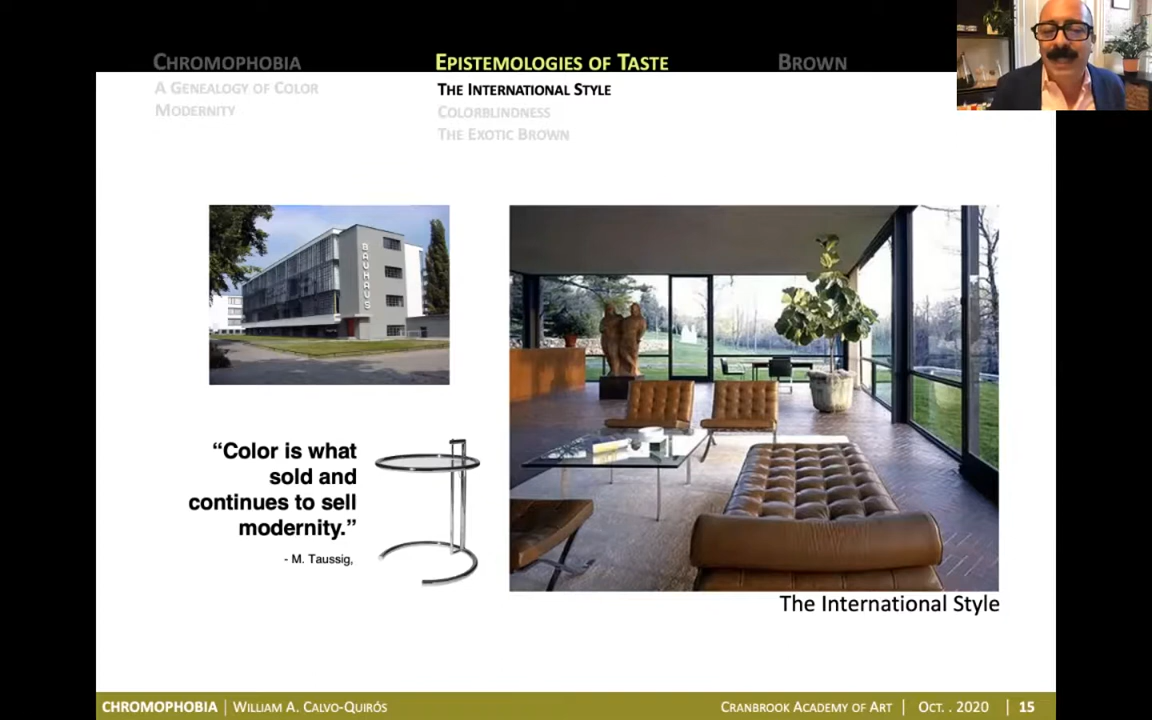 CHROMOPHOBIA
A GENEALOGY OF COLOR
MODERNITY
EPISTEMOLOGIES OF TASTE
THE INTERNATIONAL STYLE
COLORBLINDNESS
THE EXOTIC BROWN
BROWN
BAUHAUS
“Color is what
sold and
continues to sell
modernity.”
- M. Taussig,
The International Style
CHROMOPHOBIA | WILLIAM A. CALVO-QUIRÓS
CRANBROOK ACADEMY OF ART | OCT. . 2020 | 15